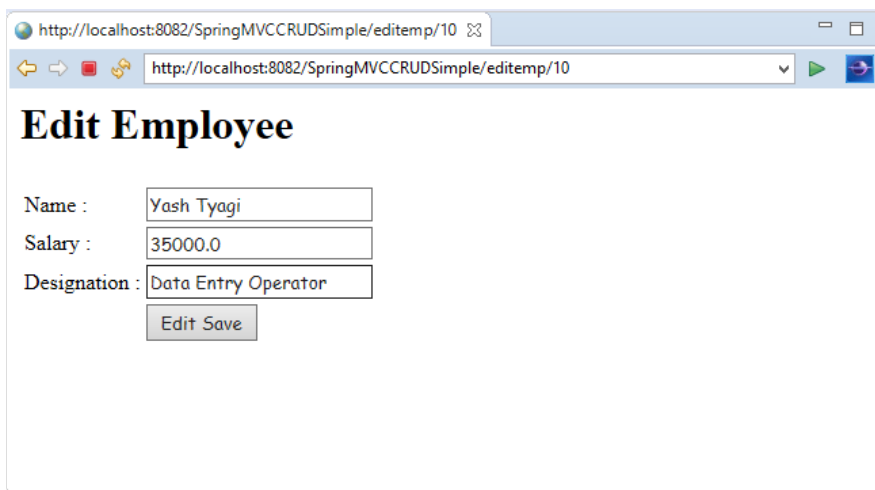 http://localhost:8082/SpringMVCCRUDSimple/editemp/10
http://localhost:8082/SpringMVCCRUDSimple/editemp/10
Edit Employee
Name : Yash Tyagi
Salary : 35000.0
Designation : Data Entry Operator
Edit Save